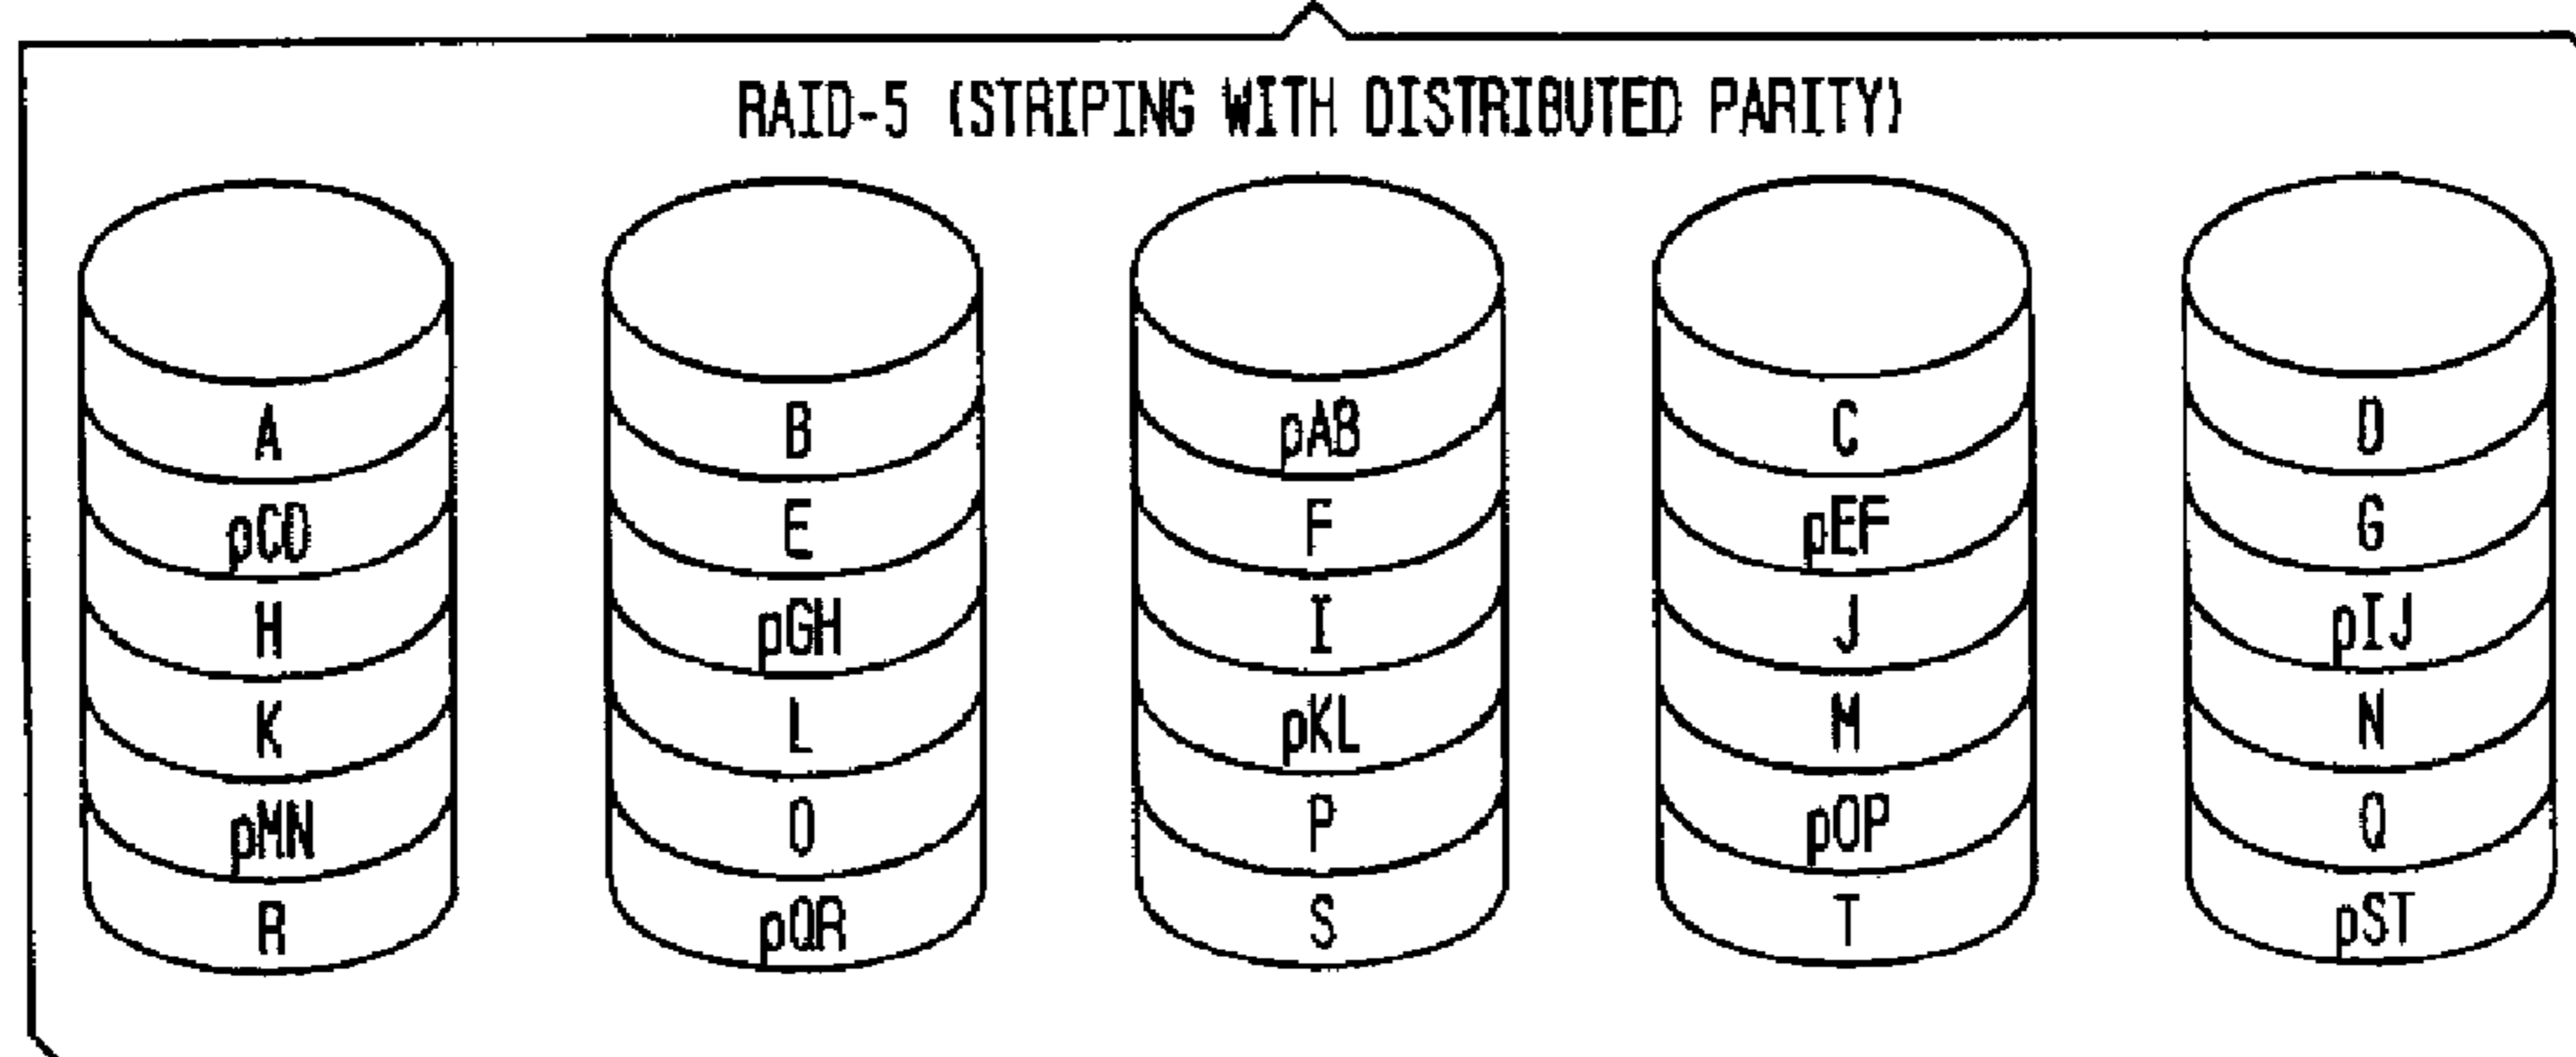 RAID-5 (STRIPING WITH DISTRIBUTED PARITY)
A B pAB C D
pCD E F pEF G
H pGH I J pIJ
K L pKL M N
pMN O P pOP Q
R pQR S T pST